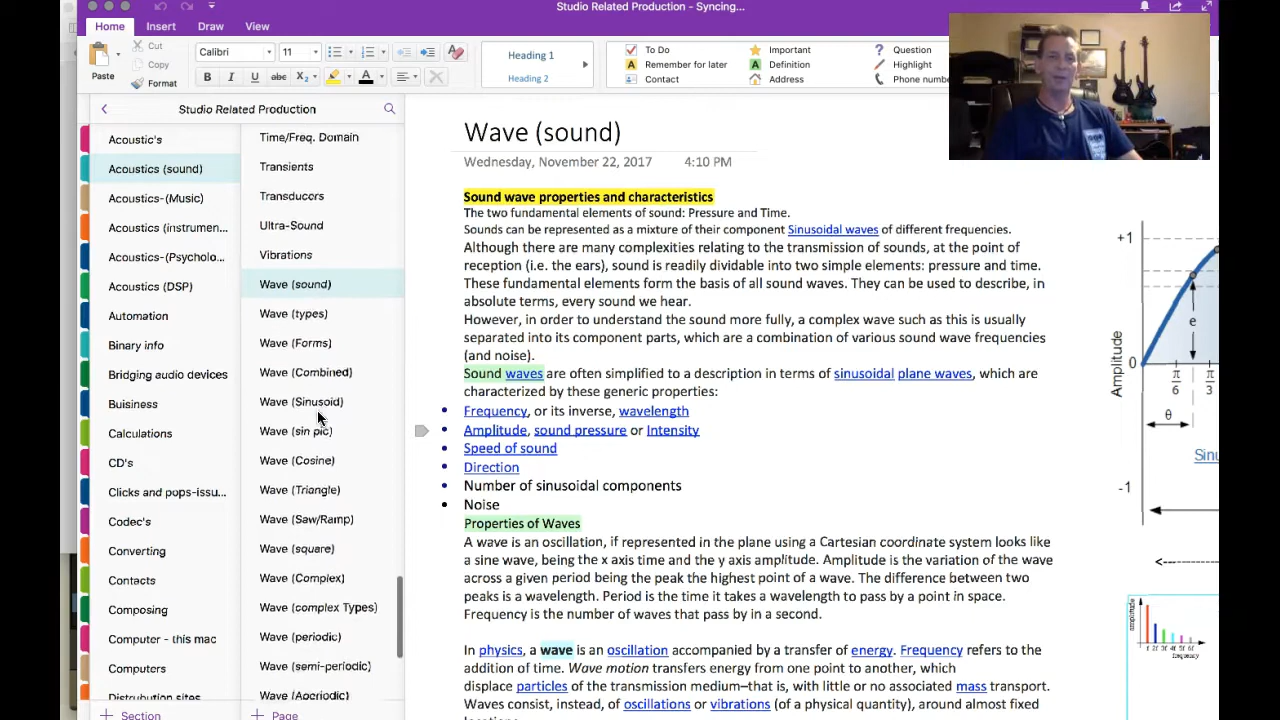 Studio Related Production - Syncing...
Home Insert Draw View
Paste
Cut
Copy
Format
Calibri 11
B I U abc X₂ A
Heading 1
Heading 2
To Do
Remember for later
Contact
Important
Definition
Address
Question
Highlight
Phone numb
Studio Related Production
Acoustic's
Acoustics (sound)
Acoustics-(Music)
Acoustics (instrumen...
Acoustics-(Psycholo...
Acoustics (DSP)
Automation
Binary info
Bridging audio devices
Buisiness
Calculations
CD's
Clicks and pops-issu...
Codec's
Converting
Contacts
Composing
Computer - this mac
Computers
Distribution sites
+ Section
Time/Freq. Domain
Transients
Transducers
Ultra-Sound
Vibrations
Wave (sound)
Wave (types)
Wave (Forms)
Wave (Combined)
Wave (Sinusoid)
Wave (sin pic)
Wave (Cosine)
Wave (Triangle)
Wave (Saw/Ramp)
Wave (square)
Wave (Complex)
Wave (complex Types)
Wave (periodic)
Wave (semi-periodic)
Wave (Aperiodic)
+ Page
Wave (sound)
Wednesday, November 22, 2017 4:10 PM
Sound wave properties and characteristics
The two fundamental elements of sound: Pressure and Time.
Sounds can be represented as a mixture of their component Sinusoidal waves of different frequencies.
Although there are many complexities relating to the transmission of sounds, at the point of
reception (i.e. the ears), sound is readily dividable into two simple elements: pressure and time.
These fundamental elements form the basis of all sound waves. They can be used to describe, in
absolute terms, every sound we hear.
However, in order to understand the sound more fully, a complex wave such as this is usually
separated into its component parts, which are a combination of various sound wave frequencies
(and noise).
Sound waves are often simplified to a description in terms of sinusoidal plane waves, which are
characterized by these generic properties:
• Frequency, or its inverse, wavelength
• Amplitude, sound pressure or Intensity
• Speed of sound
• Direction
• Number of sinusoidal components
• Noise
Properties of Waves
A wave is an oscillation, if represented in the plane using a Cartesian coordinate system looks like
a sine wave, being the x axis time and the y axis amplitude. Amplitude is the variation of the wave
across a given period being the peak the highest point of a wave. The difference between two
peaks is a wavelength. Period is the time it takes a wavelength to pass by a point in space.
Frequency is the number of waves that pass by in a second.
In physics, a wave is an oscillation accompanied by a transfer of energy. Frequency refers to the
addition of time. Wave motion transfers energy from one point to another, which
displace particles of the transmission medium–that is, with little or no associated mass transport.
Waves consist, instead, of oscillations or vibrations (of a physical quantity), around almost fixed
+1
Amplitude
0
e
π/6 π/3
θ
Sinu
-1
amplitude
f 2f 3f 4f 5f 6f
frequency